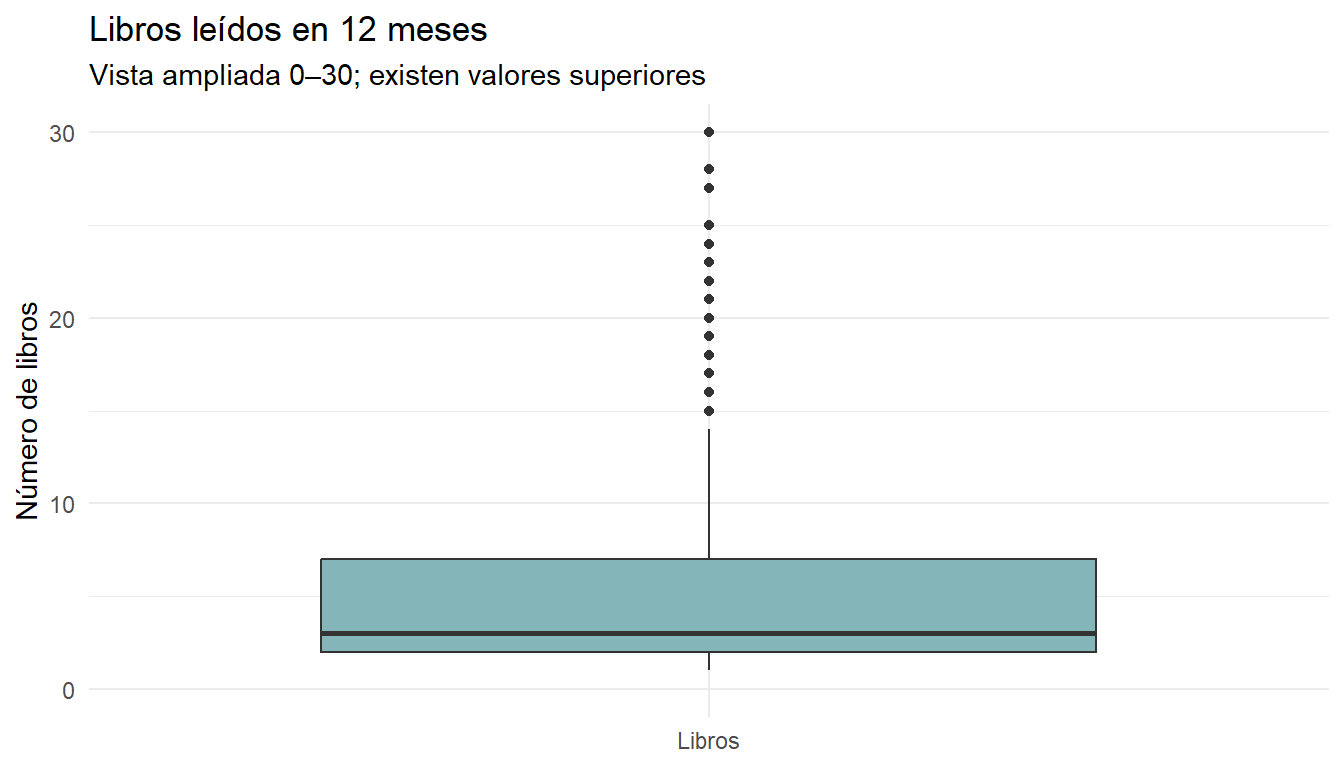 Libros leídos en 12 meses
Vista ampliada 0–30; existen valores superiores
Número de libros
30
20
10
0
Libros